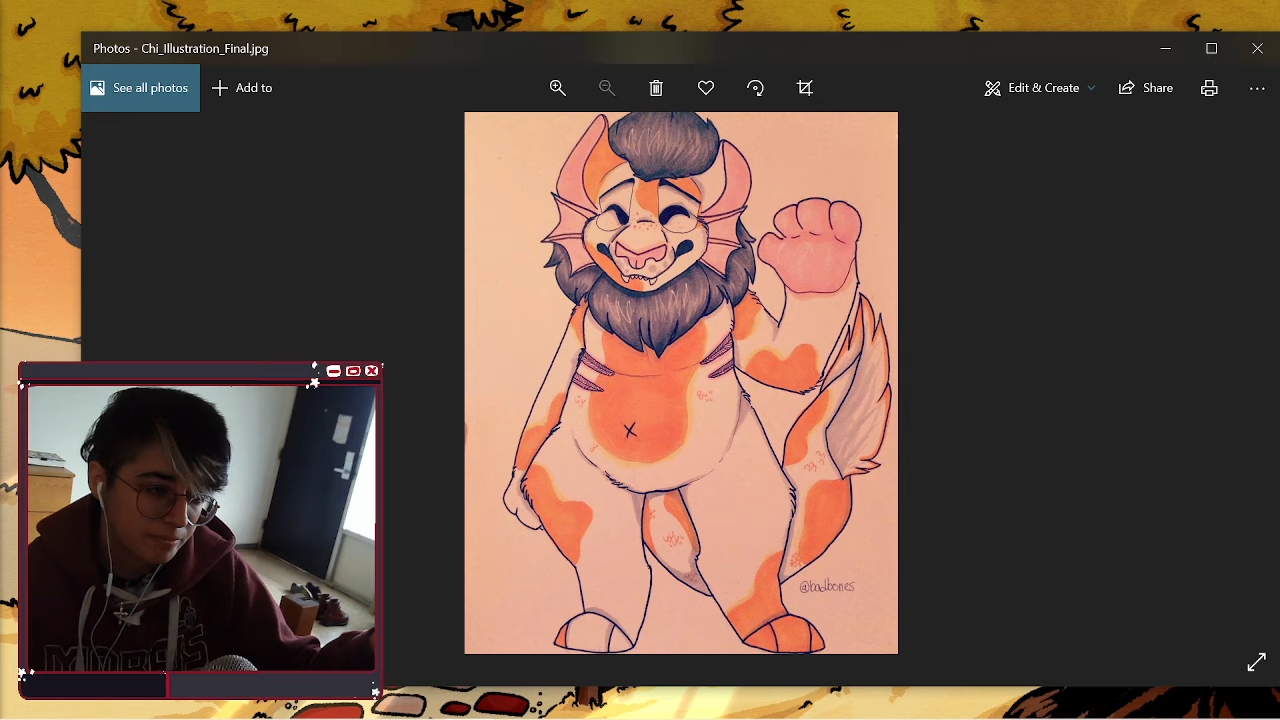 Photos - Chi_Illustration_Final.jpg
See all photos
Add to
Edit & Create
Share
@badbones